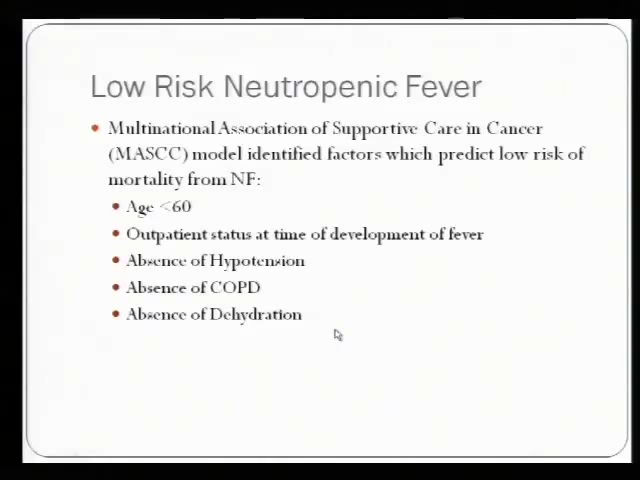 Low Risk Neutropenic Fever
Multinational Association of Supportive Care in Cancer
(MASCC) model identified factors which predict low risk of
mortality from NF:
Age <60
Outpatient status at time of development of fever
Absence of Hypotension
Absence of COPD
Absence of Dehydration